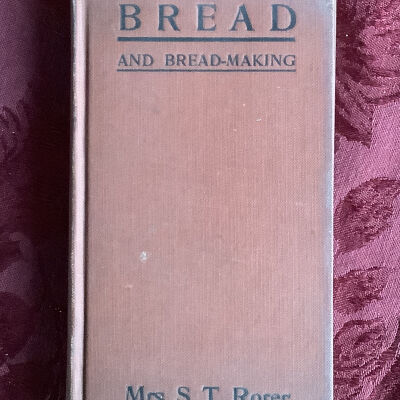 BREAD
AND BREAD-MAKING
Mrs. S. T. Rorer